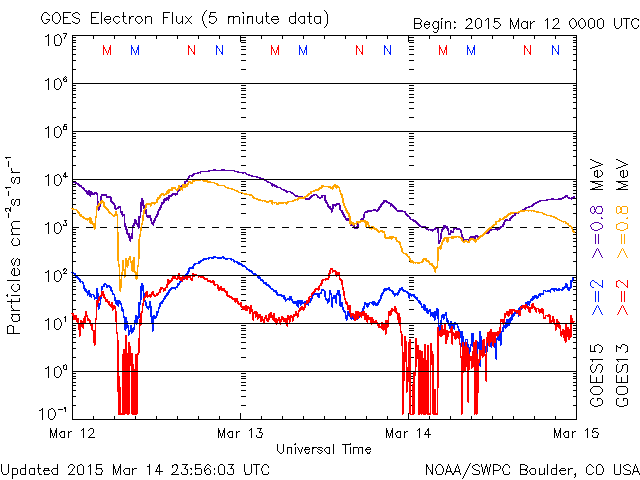 GOES Electron Flux (5 minute data)
Begin: 2015 Mar 12 0000 UTC
10⁷
10⁶
10⁵
10⁴
10³
10²
10¹
10⁰
10⁻¹
M M N N M M N N M M N N
Particles cm⁻²s⁻¹sr⁻¹
Mar 12 Mar 13 Mar 14 Mar 15
Universal Time
GOES15 >=2 >=0.8 MeV
GOES13 >=2 >=0.8 MeV
Updated 2015 Mar 14 23:56:03 UTC
NOAA/SWPC Boulder, CO USA